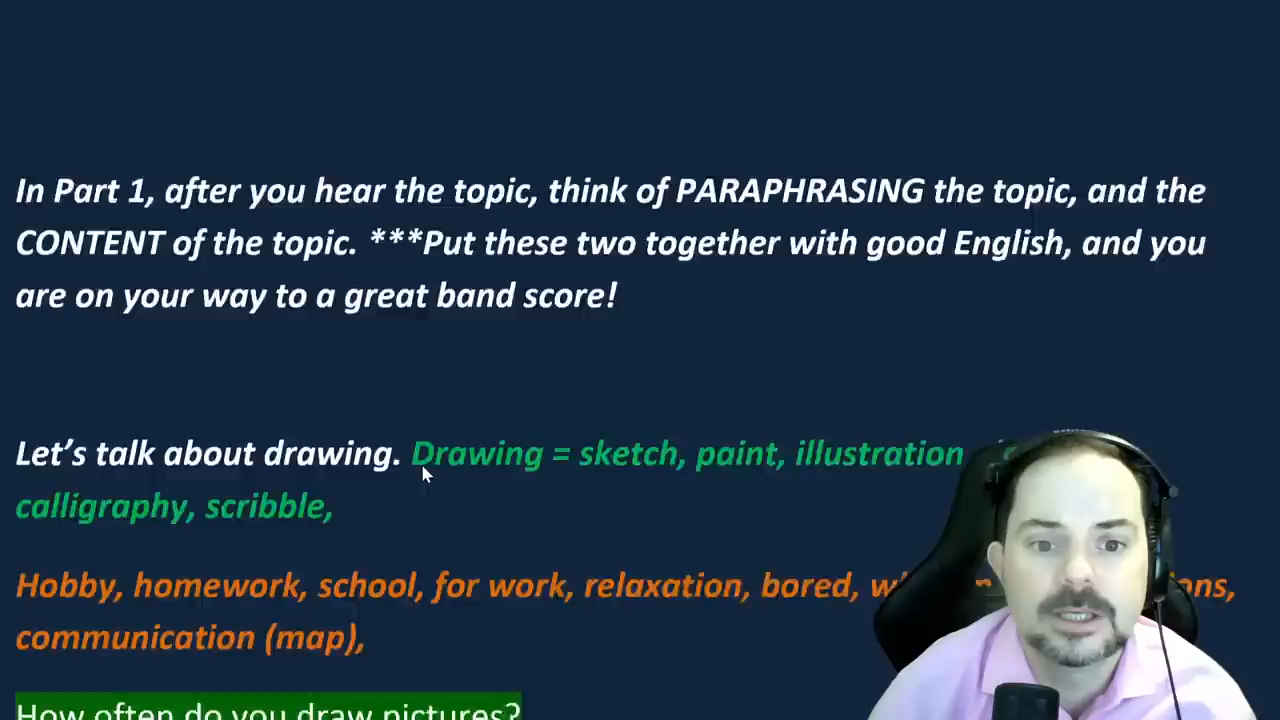 In Part 1, after you hear the topic, think of PARAPHRASING the topic, and the
CONTENT of the topic. ***Put these two together with good English, and you
are on your way to a great band score!
Let’s talk about drawing. Drawing = sketch, paint, illustration
calligraphy, scribble,
Hobby, homework, school, for work, relaxation, bored,
communication (map),
How often do you draw pictures?